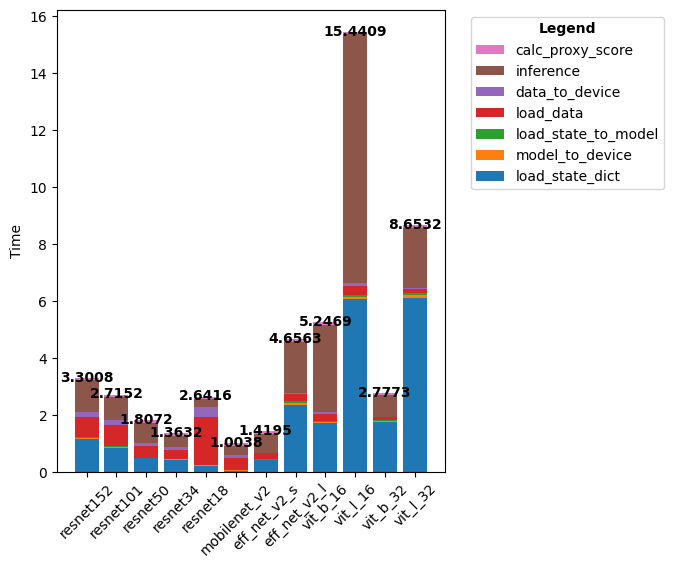 16
14
12
10
8
6
4
2
0
Time
3.3008
2.7152
1.8072
1.3632
2.6416
1.0038
1.4195
4.6563
5.2469
15.4409
2.7773
8.6532
resnet152
resnet101
resnet50
resnet34
resnet18
mobilenet_v2
eff_net_v2_s
eff_net_v2_l
vit_b_16
vit_l_16
vit_b_32
vit_l_32
Legend
calc_proxy_score
inference
data_to_device
load_data
load_state_to_model
model_to_device
load_state_dict